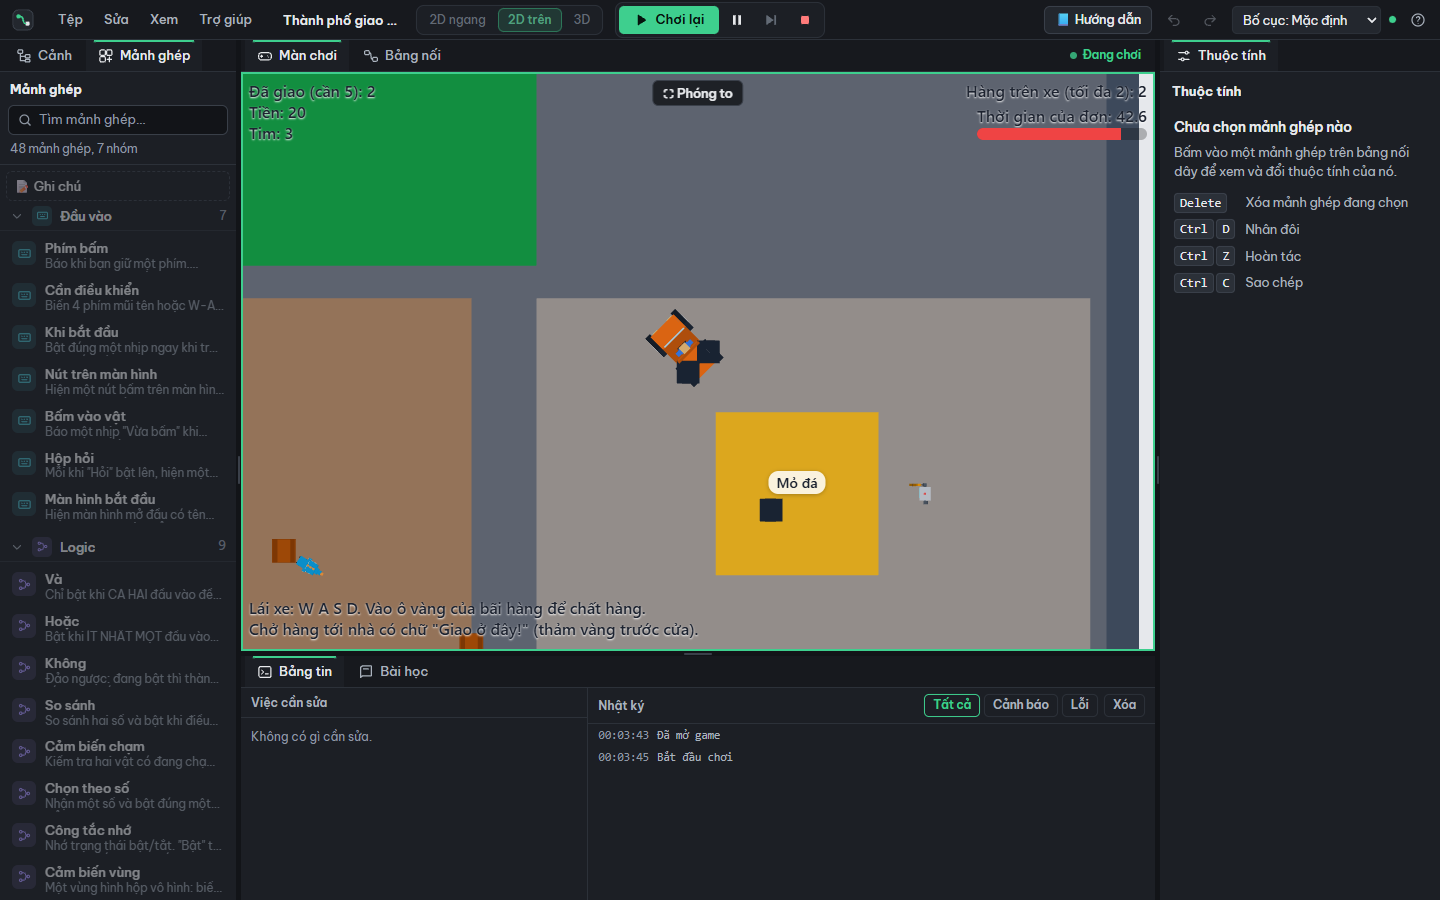 Tệp Sửa Xem Trợ giúp Thành phố giao ... 2D ngang 2D trên 3D Chơi lại Hướng dẫn Bố cục: Mặc định
Cảnh Mảnh ghép Màn chơi Bảng nối Đang chơi Thuộc tính
Mảnh ghép
Tìm mảnh ghép...
48 mảnh ghép, 7 nhóm
Ghi chú
Đầu vào 7
Phím bấm
Báo khi bạn giữ một phím....
Cần điều khiển
Biến 4 phím mũi tên hoặc W-A...
Khi bắt đầu
Bật đúng một nhịp ngay khi tr...
Nút trên màn hình
Hiện một nút bấm trên màn hìn...
Bấm vào vật
Báo một nhịp "Vừa bấm" khi...
Hộp hỏi
Mỗi khi "Hỏi" bật lên, hiện một...
Màn hình bắt đầu
Hiện màn hình mở đầu có tên...
Logic 9
Và
Chỉ bật khi CẢ HAI đầu vào đề...
Hoặc
Bật khi ÍT NHẤT MỘT đầu vào...
Không
Đảo ngược: đang bật thì thàn...
So sánh
So sánh hai số và bật khi điều...
Cảm biến chạm
Kiểm tra hai vật có đang chạ...
Chọn theo số
Nhận một số và bật đúng một...
Công tắc nhớ
Nhớ trạng thái bật/tắt. "Bật" t...
Cảm biến vùng
Một vùng hình hộp vô hình: biế...
Đã giao (cần 5): 2
Tiền: 20
Tim: 3
Phóng to
Hàng trên xe (tối đa 2): 2
Thời gian của đơn: 42.6
Mỏ đá
Lái xe: W A S D. Vào ô vàng của bãi hàng để chất hàng.
Chở hàng tới nhà có chữ "Giao ở đây!" (thảm vàng trước cửa).
Bảng tin Bài học
Việc cần sửa
Không có gì cần sửa.
Nhật ký Tất cả Cảnh báo Lỗi Xóa
00:03:43 Đã mở game
00:03:45 Bắt đầu chơi
Thuộc tính
Chưa chọn mảnh ghép nào
Bấm vào một mảnh ghép trên bảng nối
dây để xem và đổi thuộc tính của nó.
Delete Xóa mảnh ghép đang chọn
Ctrl D Nhân đôi
Ctrl Z Hoàn tác
Ctrl C Sao chép